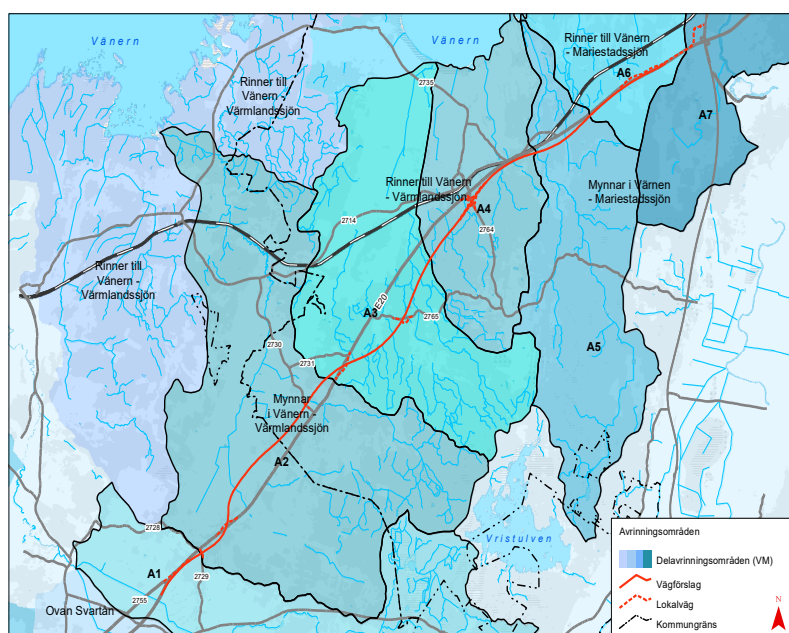 Vänern
Vänern
Rinner till Vänern
- Mariestadssjön
A6
Rinner till
Vänern -
Värmlandssjön
2735
A7
Rinner till Vänern
- Värmlandssjön
Mynnar i Värnen
- Mariestadssjön
A4
2714
2764
Rinner till
Vänern -
Värmlandssjön
E20
A3
2765
2730
2731
A5
Mynnar
i Vänern -
Värmlandssjön
A2
2728
Vristulven
A1
2729
2755
Ovan Svartån
Avrinningsområden
Delavrinningsområden (VM)
Vägförslag
Lokalväg
Kommungräns
N